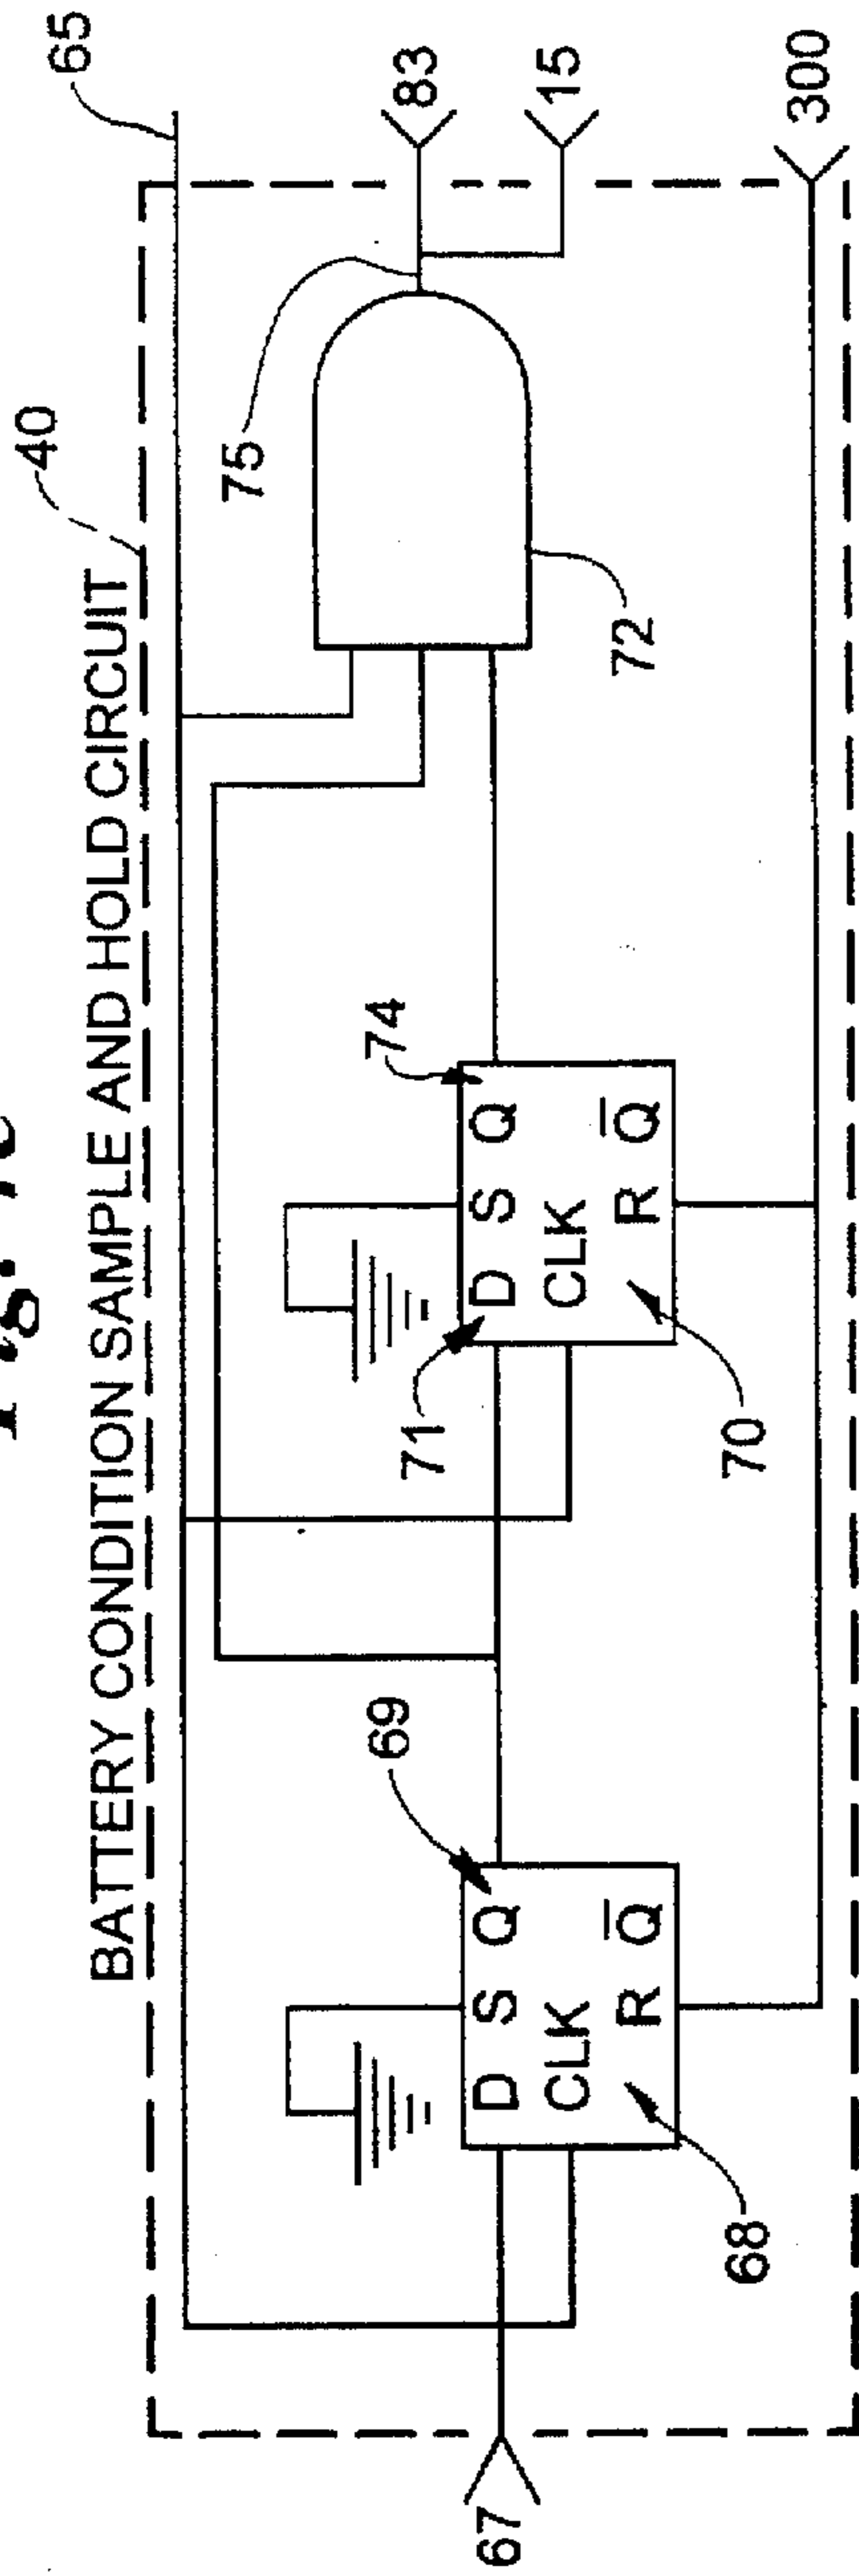 BATTERY CONDITION SAMPLE AND HOLD CIRCUIT
40
65
83
15
300
75
72
74
71
70
D S Q
CLK
R Q̅
69
68
D S Q
CLK
R Q̅
67